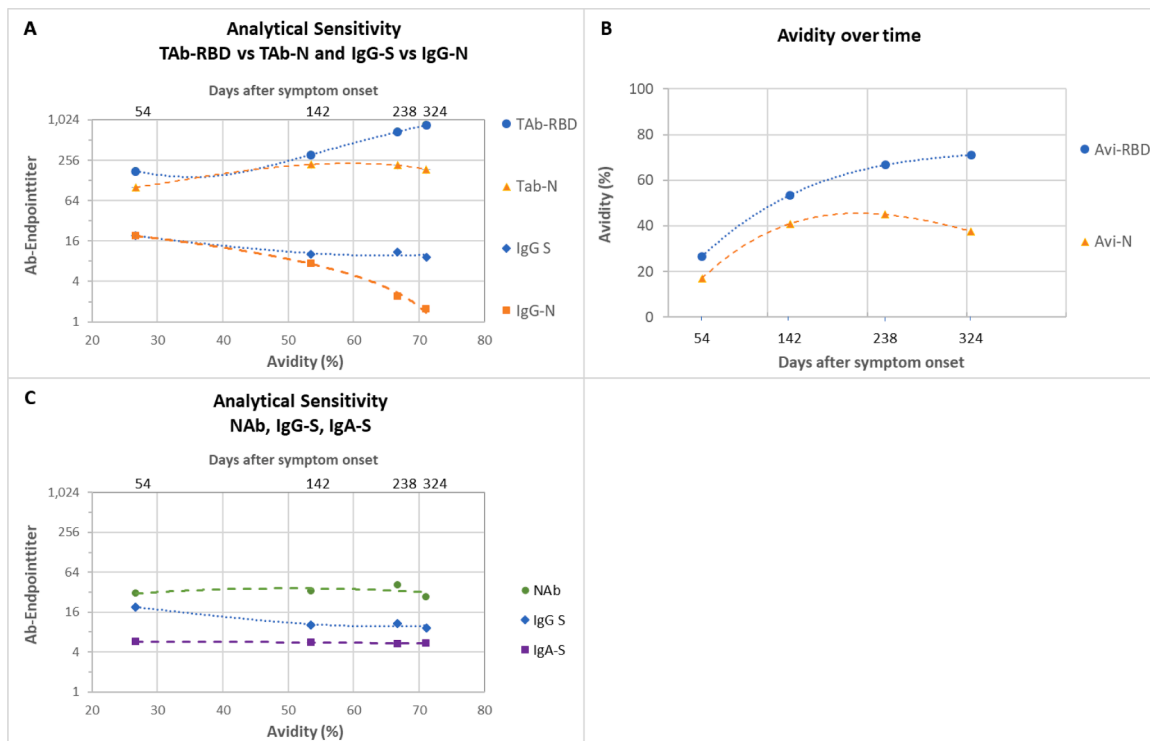 A
Analytical Sensitivity
TAb-RBD vs TAb-N and IgG-S vs IgG-N
Days after symptom onset
54 142 238 324
1,024
256
64
16
4
1
Ab-Endpointtiter
20 30 40 50 60 70 80
Avidity (%)
TAb-RBD
Tab-N
IgG S
IgG-N
B
Avidity over time
100
80
60
40
20
0
Avidity (%)
54 142 238 324
Days after symptom onset
Avi-RBD
Avi-N
C
Analytical Sensitivity
NAb, IgG-S, IgA-S
Days after symptom onset
54 142 238 324
1,024
256
64
16
4
1
Ab-Endpointtiter
20 30 40 50 60 70 80
Avidity (%)
NAb
IgG S
IgA-S